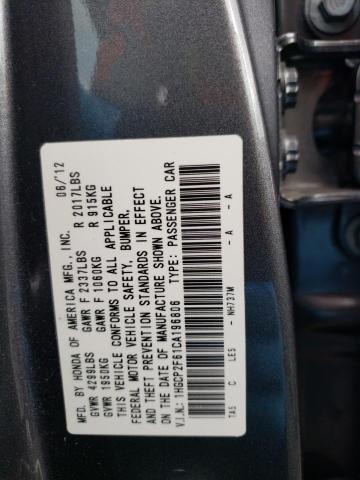 MFD. BY HONDA OF AMERICA MFG., INC. 06/12
GVWR 4299LBS GAWR F 2337LBS R 2017LBS
GVWR 1950KG GAWR F 1060KG R 915KG
THIS VEHICLE CONFORMS TO ALL APPLICABLE
FEDERAL MOTOR VEHICLE SAFETY, BUMPER,
AND THEFT PREVENTION STANDARDS IN EFFECT
ON THE DATE OF MANUFACTURE SHOWN ABOVE.
V.I.N.: 1HGCP2F61CA196806 TYPE: PASSENGER CAR
TA5 C LE5 - NH737M - A - A